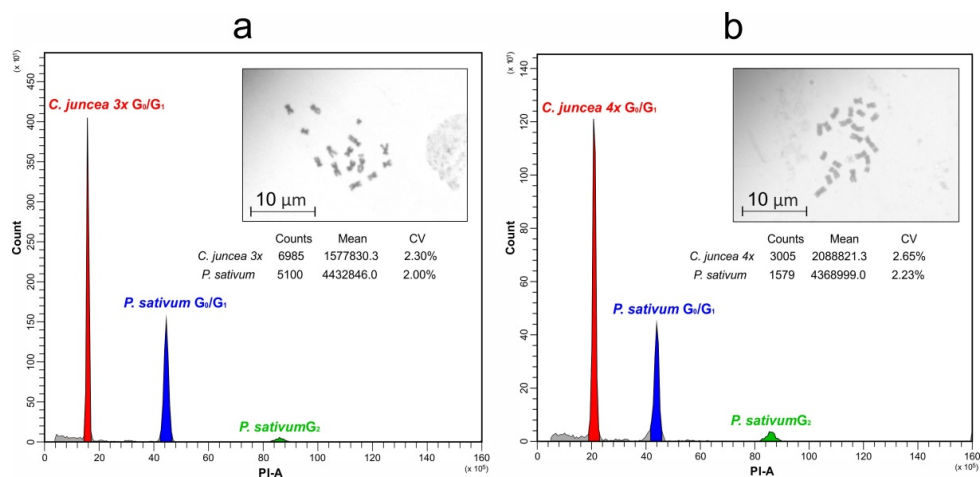 a
(x 10³)
450
400
350
300
250
200
150
100
50
0
Count
C. juncea 3x G₀/G₁
10 µm
Counts Mean CV
C. juncea 3x 6985 1577830.3 2.30%
P. sativum 5100 4432846.0 2.00%
P. sativum G₀/G₁
P. sativumG₂
0 20 40 60 80 100 120 140 160
(x 10⁵)
PI-A
b
140
120
100
80
60
40
20
0
Count
C. juncea 4x G₀/G₁
10 µm
Counts Mean CV
C. juncea 4x 3005 2088821.3 2.65%
P. sativum 1579 4368999.0 2.23%
P. sativum G₀/G₁
P. sativumG₂
0 20 40 60 80 100 120 140 160
(x 10⁵)
PI-A